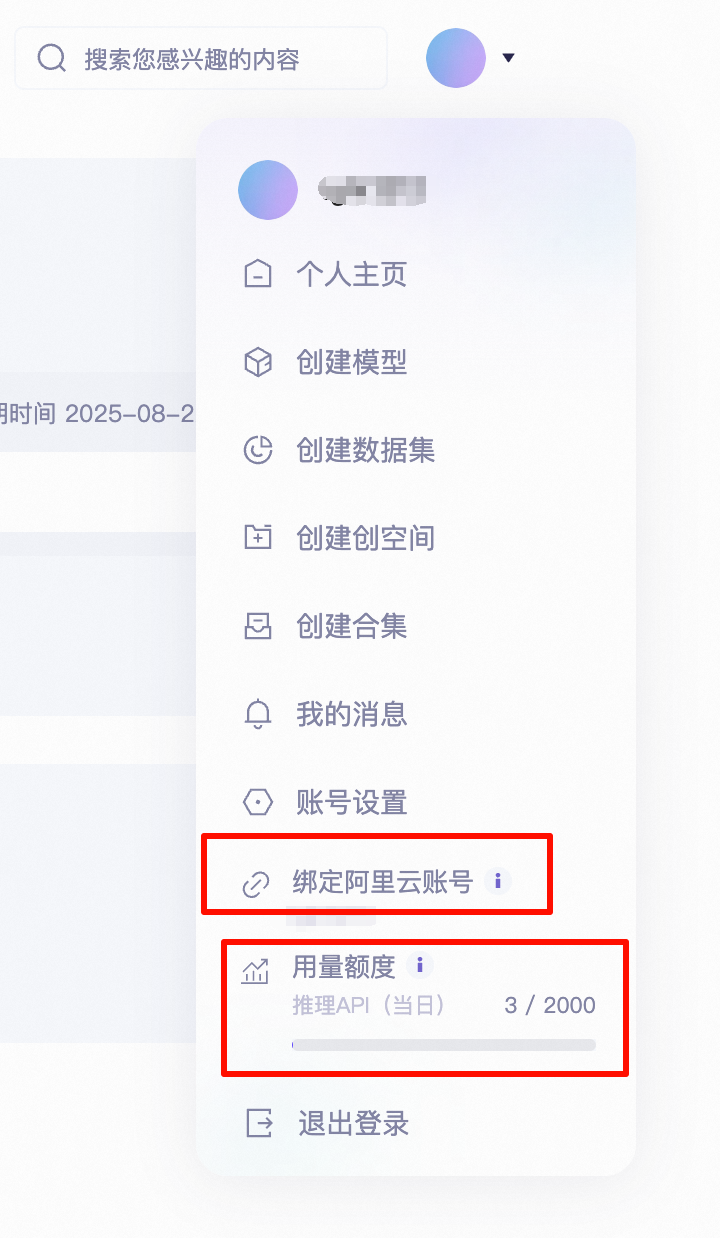 搜索您感兴趣的内容
个人主页
创建模型
创建数据集
时间 2025-08-2
创建创空间
创建合集
我的消息
账号设置
绑定阿里云账号
用量额度
推理API（当日） 3 / 2000
退出登录